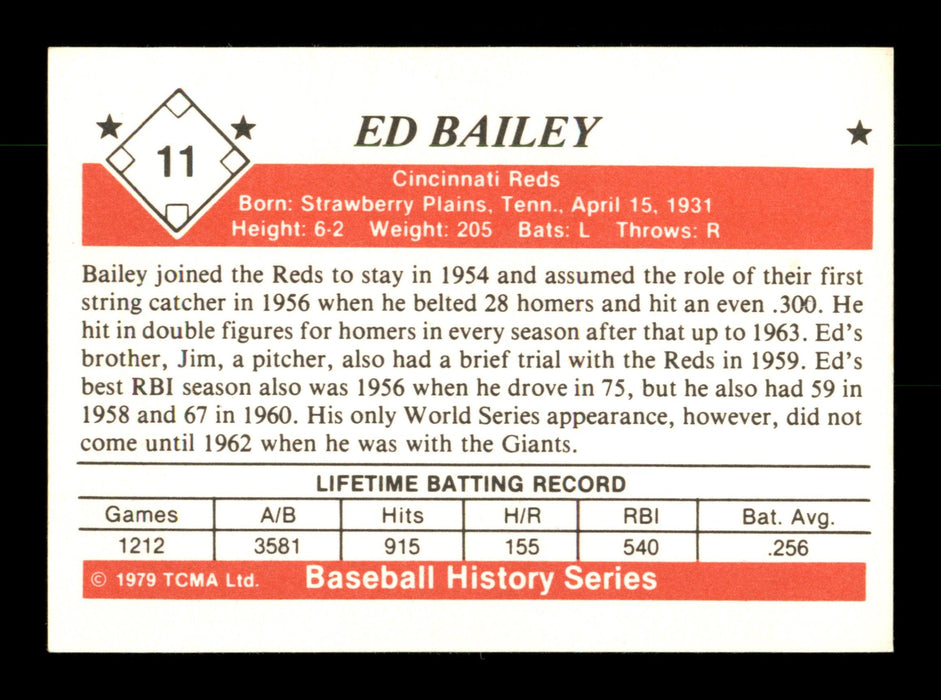 11
ED BAILEY
Cincinnati Reds
Born: Strawberry Plains, Tenn., April 15, 1931
Height: 6-2 Weight: 205 Bats: L Throws: R
Bailey joined the Reds to stay in 1954 and assumed the role of their first
string catcher in 1956 when he belted 28 homers and hit an even .300. He
hit in double figures for homers in every season after that up to 1963. Ed's
brother, Jim, a pitcher, also had a brief trial with the Reds in 1959. Ed's
best RBI season also was 1956 when he drove in 75, but he also had 59 in
1958 and 67 in 1960. His only World Series appearance, however, did not
come until 1962 when he was with the Giants.
LIFETIME BATTING RECORD
Games A/B Hits H/R RBI Bat. Avg.
1212 3581 915 155 540 .256
© 1979 TCMA Ltd. Baseball History Series